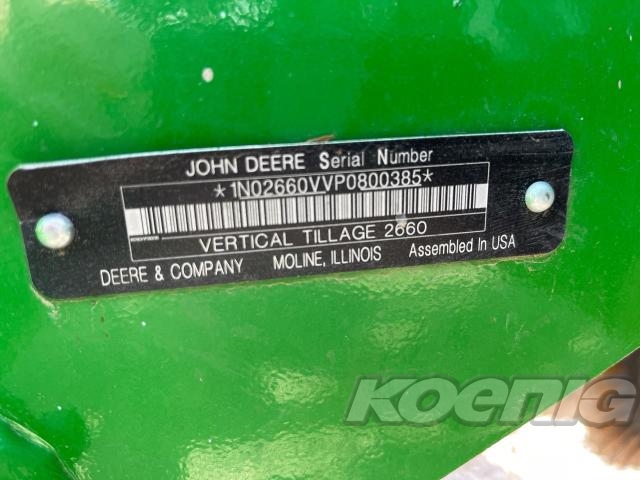 JOHN DEERE Serial Number
*1N02660VVP0800385*
VERTICAL TILLAGE 2660
DEERE & COMPANY MOLINE, ILLINOIS Assembled In USA
KOENIG